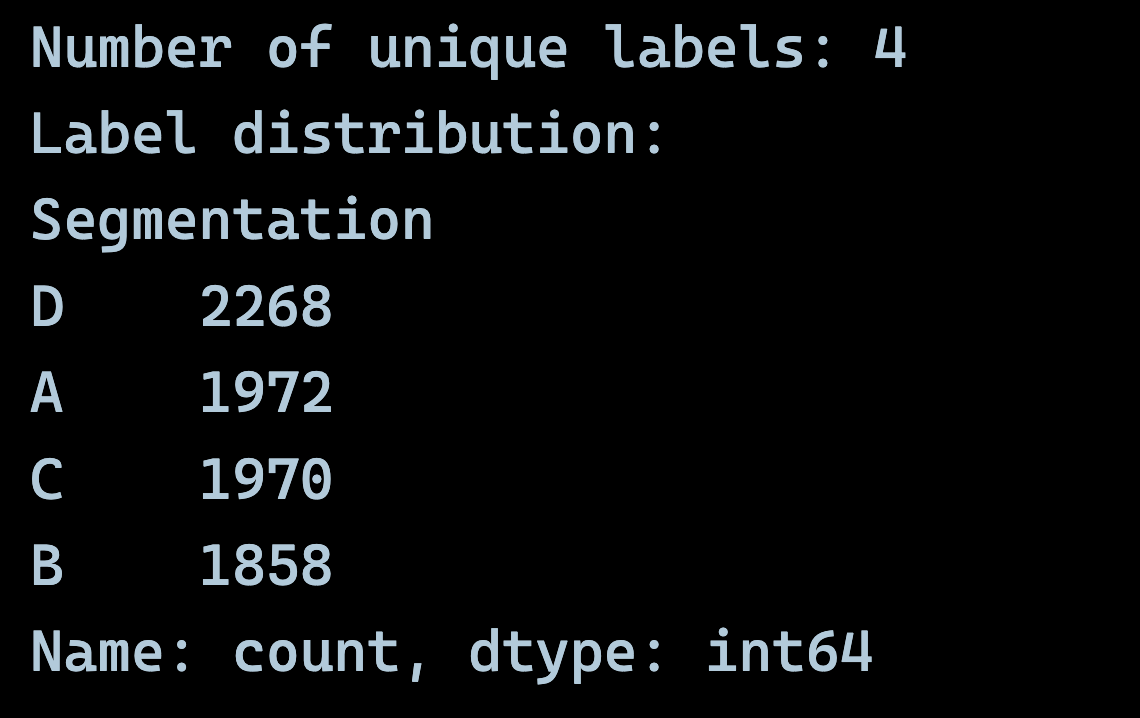 Number of unique labels: 4
Label distribution:
Segmentation
D    2268
A    1972
C    1970
B    1858
Name: count, dtype: int64